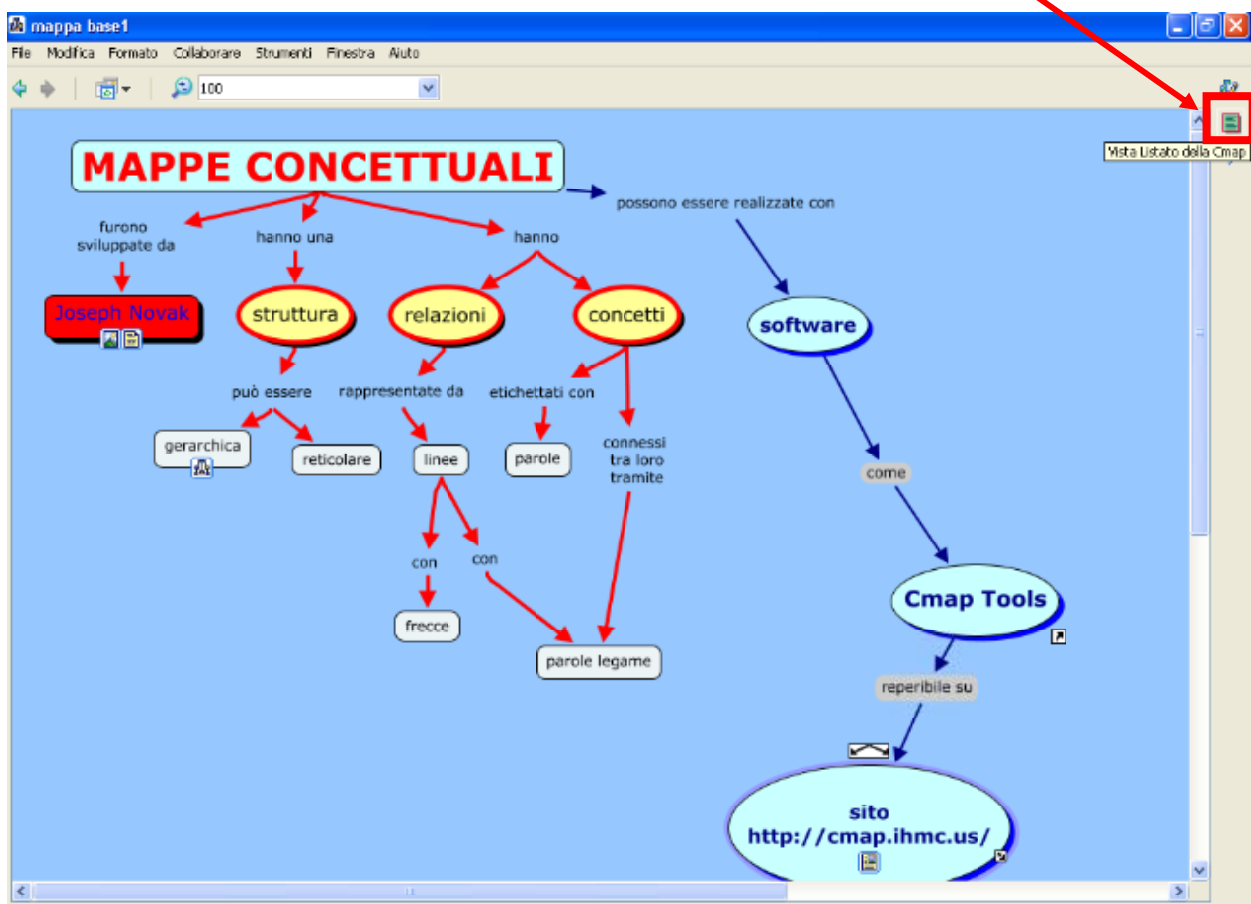 mappa base1
File Modifica Formato Collaborare Strumenti Finestra Aiuto
100
Vista Listato della Cmap
MAPPE CONCETTUALI
possono essere realizzate con
furono
sviluppate da
hanno una
hanno
Joseph Novak
struttura
relazioni
concetti
software
può essere
rappresentate da
etichettati con
gerarchica
reticolare
linee
parole
connessi
tra loro
tramite
come
con
con
Cmap Tools
frecce
parole legame
reperibile su
sito
http://cmap.ihmc.us/